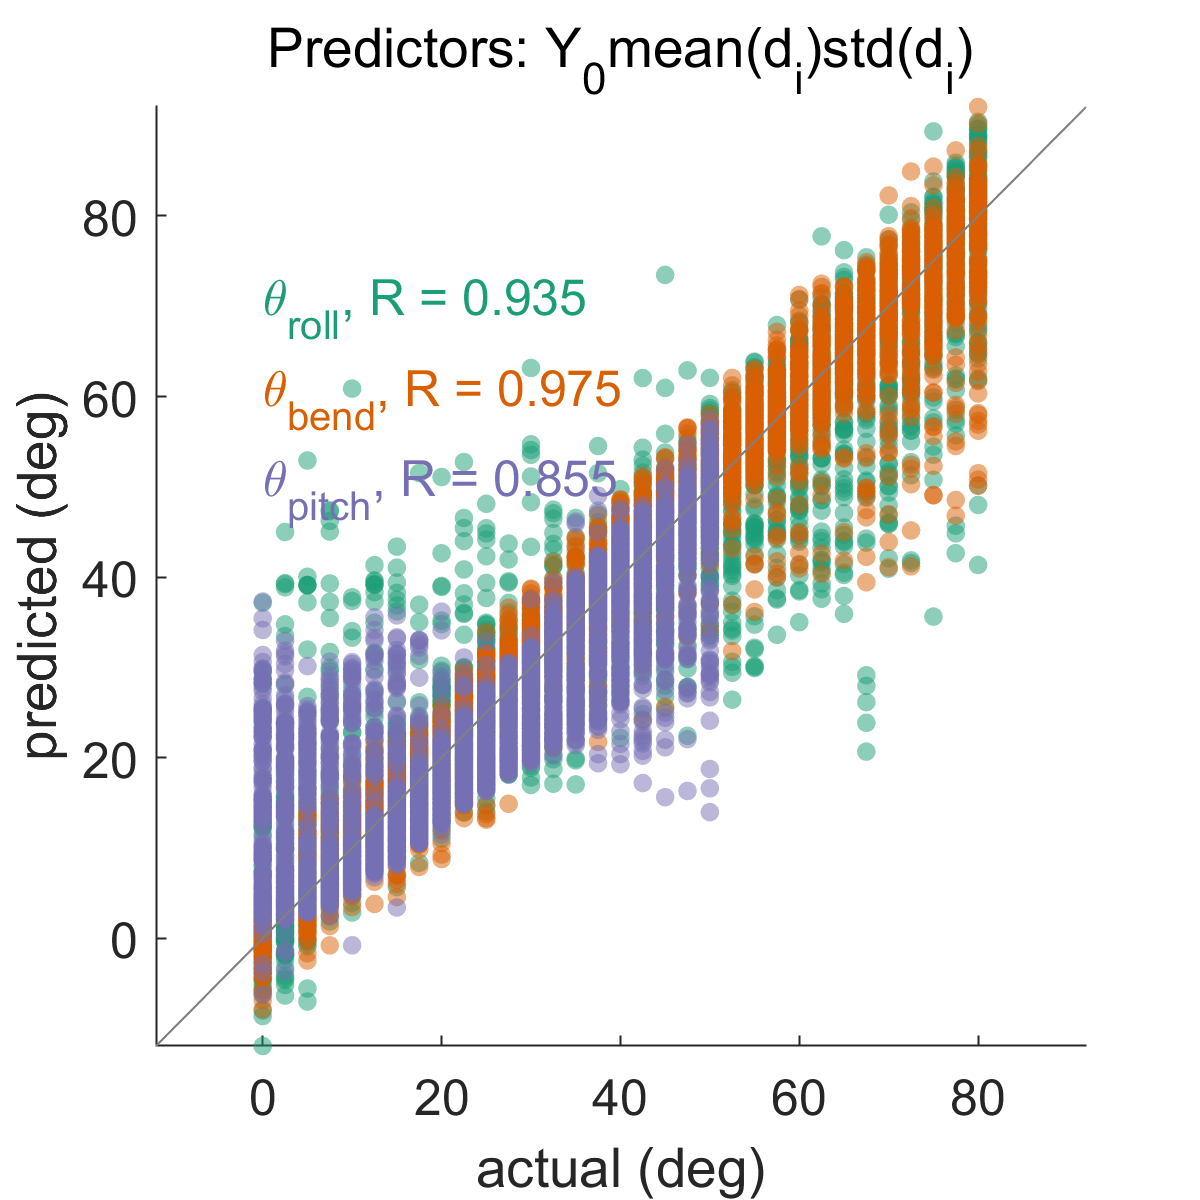 Predictors: Y₀mean(dᵢ)std(dᵢ)
80
θroll, R = 0.935
60
θbend, R = 0.975
θpitch, R = 0.855
40
20
0
predicted (deg)
0 20 40 60 80
actual (deg)